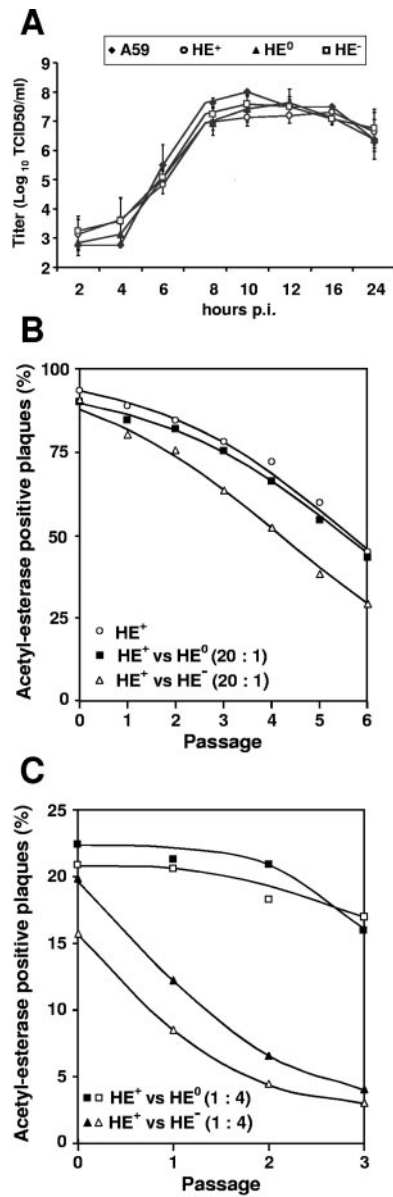 A
A59 HE⁺ HE⁰ HE⁻
Titer (Log ₁₀ TCID50/ml)
9
8
7
6
5
4
3
2
2 4 6 8 10 12 16 24
hours p.i.
B
Acetyl-esterase positive plaques (%)
100
75
50
25
0
HE⁺
HE⁺ vs HE⁰ (20 : 1)
HE⁺ vs HE⁻ (20 : 1)
0 1 2 3 4 5 6
Passage
C
Acetyl-esterase positive plaques (%)
25
20
15
10
5
0
HE⁺ vs HE⁰ (1 : 4)
HE⁺ vs HE⁻ (1 : 4)
0 1 2 3
Passage